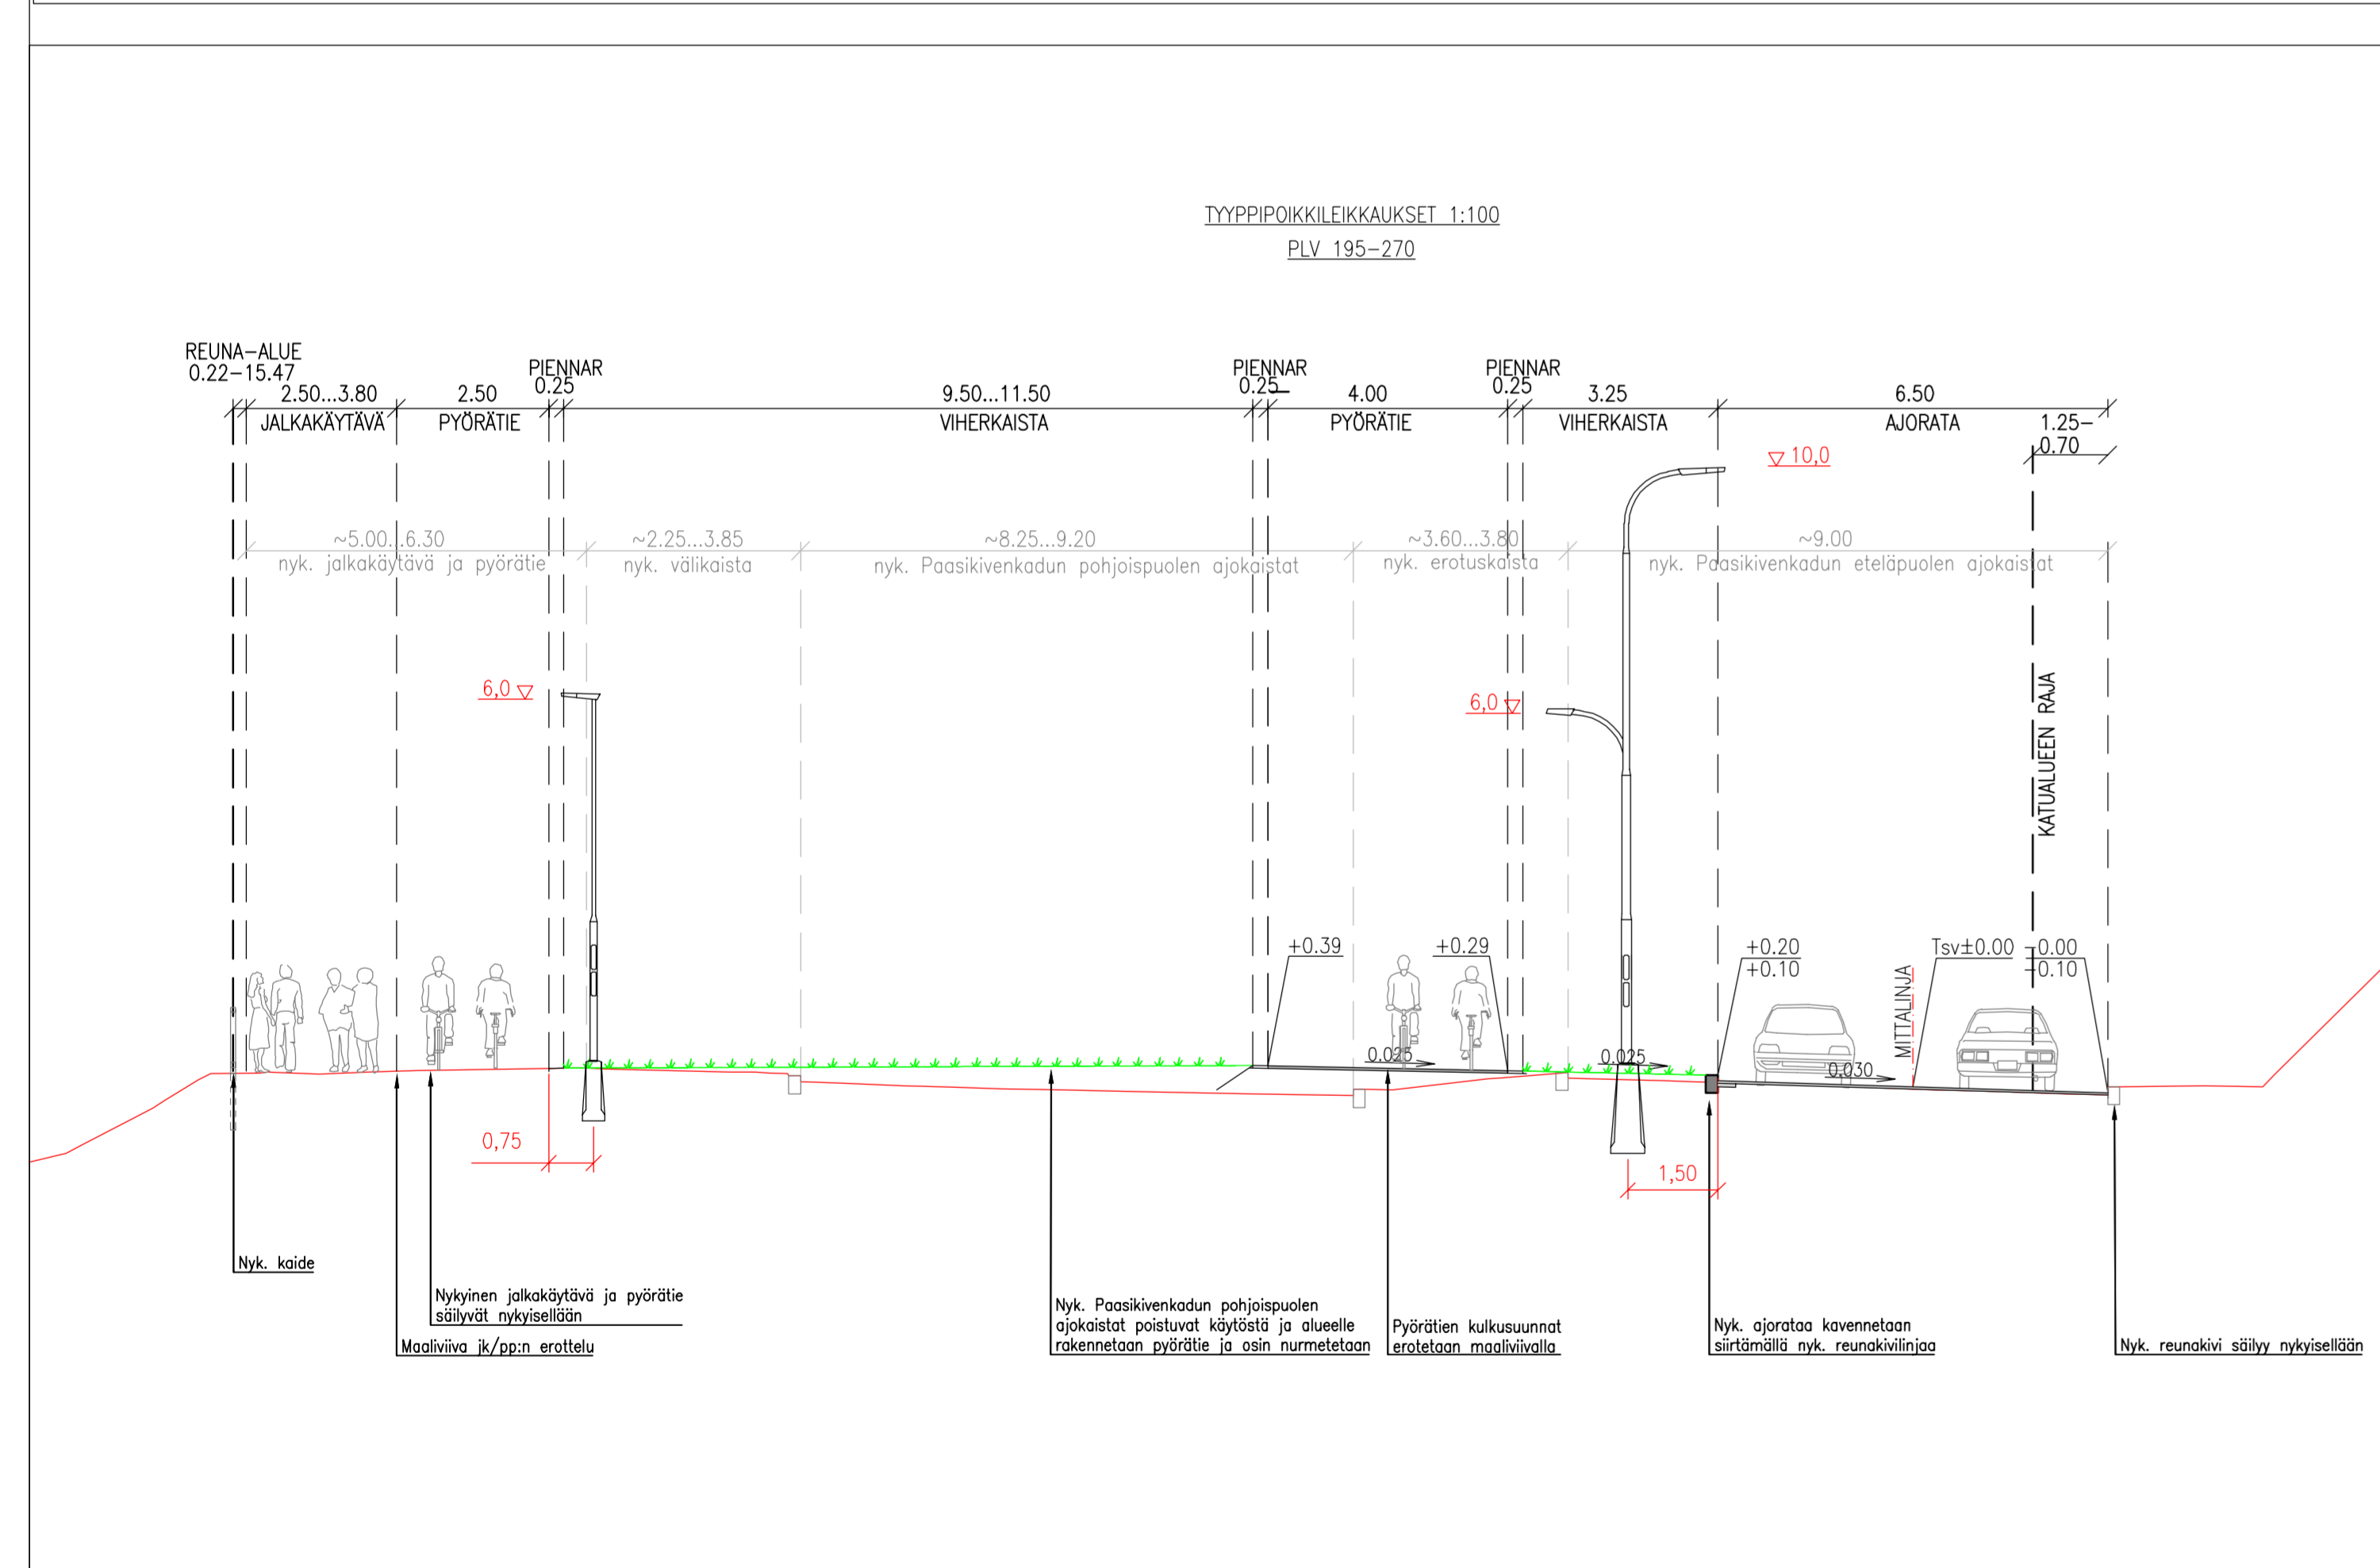 TYYPPIPOIKKILEIKKAUKSET 1:100
PLV 195-270
REUNA-ALUE
0.22-15.47
2.50...3.80
JALKAKÄYTÄVÄ
2.50
PYÖRÄTIE
PIENNAR
0.25
9.50...11.50
VIHERKAISTA
PIENNAR
0.25
4.00
PYÖRÄTIE
PIENNAR
0.25
3.25
VIHERKAISTA
6.50
AJORATA
1.25-
0.70
10,0
~5.00...6.30
nyk. jalkakäytävä ja pyörätie
~2.25...3.85
nyk. välikaista
~8.25...9.20
nyk. Paasikivenkadun pohjoispuolen ajokaistat
~3.60...3.80
nyk. erotuskaista
~9.00
nyk. Paasikivenkadun eteläpuolen ajokaistat
6,0
6,0
KATUALUEEN RAJA
+0.39
+0.29
+0.20
+0.10
MITTALINJA
Tsv±0.00
-0.00
-0.10
0.025
0.025
0.030
0,75
1,50
Nyk. kaide
Nykyinen jalkakäytävä ja pyörätie
säilyvät nykyisellään
Maaliviiva jk/pp:n erottelu
Nyk. Paasikivenkadun pohjoispuolen
ajokaistat poistuvat käytöstä ja alueelle
rakennetaan pyörätie ja osin nurmetetaan
Pyörätien kulkusuunnat
erotetaan maaliviivalla
Nyk. ajorataa kavennetaan
siirtämällä nyk. reunakivilinjaa
Nyk. reunakivi säilyy nykyisellään